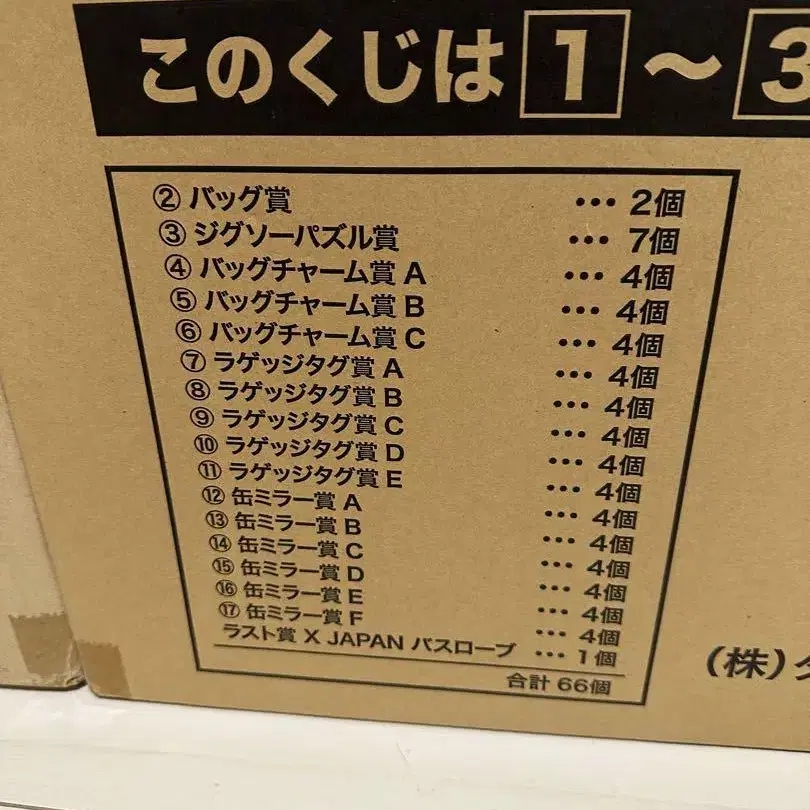 このくじは 1 〜 3
② バッグ賞 ・・・ 2個
③ ジグソーパズル賞 ・・・ 7個
④ バッグチャーム賞 A ・・・ 4個
⑤ バッグチャーム賞 B ・・・ 4個
⑥ バッグチャーム賞 C ・・・ 4個
⑦ ラゲッジタグ賞 A ・・・ 4個
⑧ ラゲッジタグ賞 B ・・・ 4個
⑨ ラゲッジタグ賞 C ・・・ 4個
⑩ ラゲッジタグ賞 D ・・・ 4個
⑪ ラゲッジタグ賞 E ・・・ 4個
⑫ 缶ミラー賞 A ・・・ 4個
⑬ 缶ミラー賞 B ・・・ 4個
⑭ 缶ミラー賞 C ・・・ 4個
⑮ 缶ミラー賞 D ・・・ 4個
⑯ 缶ミラー賞 E ・・・ 4個
⑰ 缶ミラー賞 F ・・・ 4個
ラスト賞 X JAPAN バスローブ ・・・ 1個
合計 66個
(株)